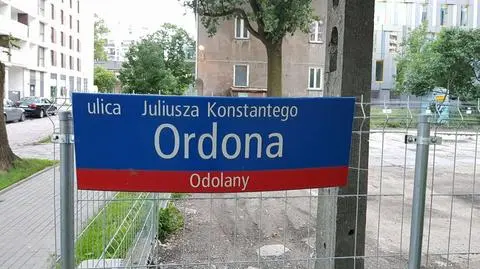 ulica Juliusza Konstantego
Ordona
Odolany